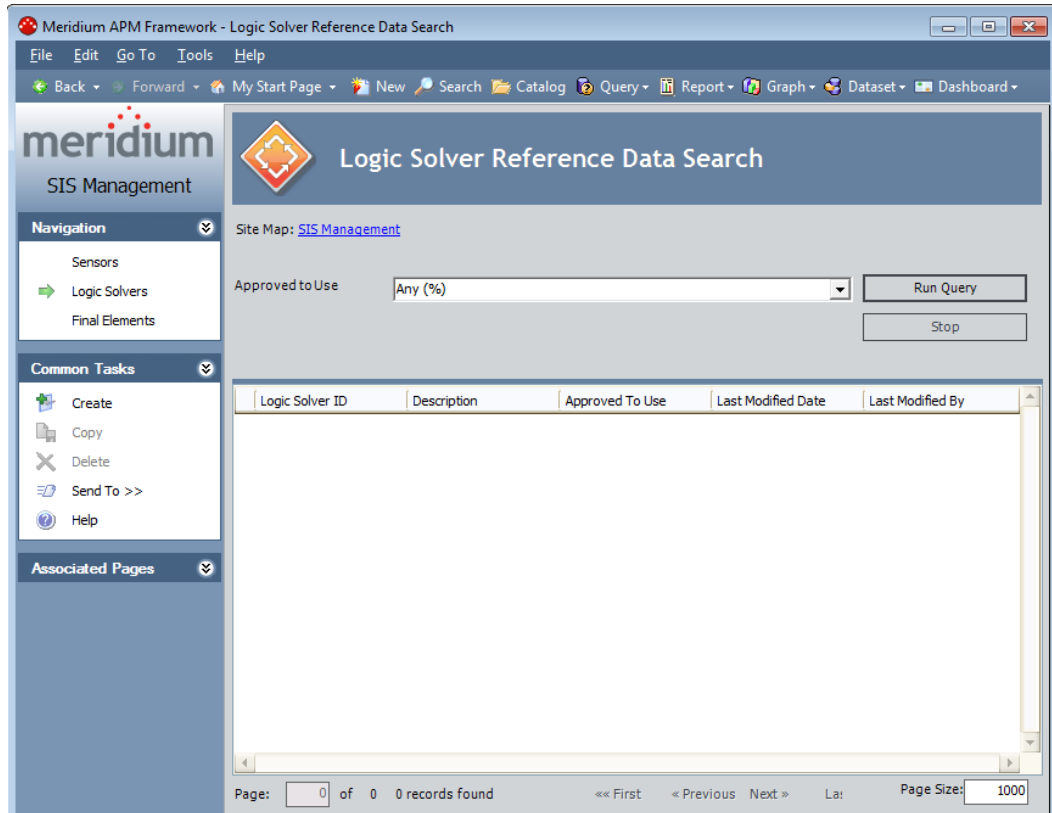 Meridium APM Framework - Logic Solver Reference Data Search
File Edit Go To Tools Help
Back Forward My Start Page New Search Catalog Query Report Graph Dataset Dashboard
meridium
SIS Management
Logic Solver Reference Data Search
Navigation
Sensors
Logic Solvers
Final Elements
Site Map: SIS Management
Approved to Use Any (%) Run Query
Stop
Common Tasks
Create
Copy
Delete
Send To >>
Help
Associated Pages
Logic Solver ID Description Approved To Use Last Modified Date Last Modified By
Page: 0 of 0 0 records found «« First « Previous Next » La Page Size: 1000